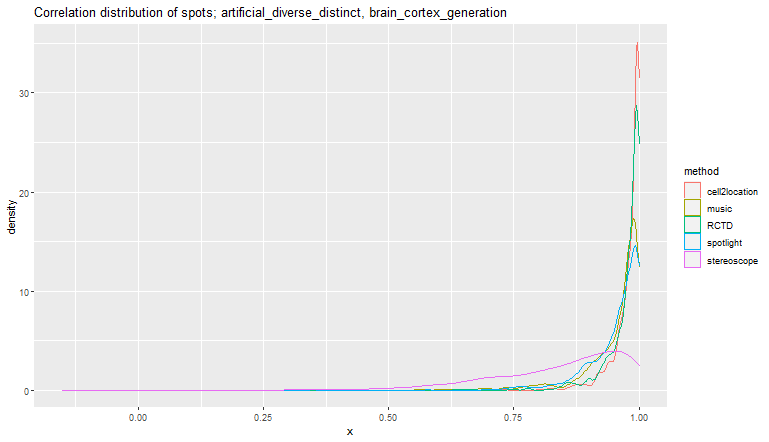 Correlation distribution of spots; artificial_diverse_distinct, brain_cortex_generation
density
30
20
10
0
0.00 0.25 0.50 0.75 1.00
x
method
cell2location
music
RCTD
spotlight
stereoscope